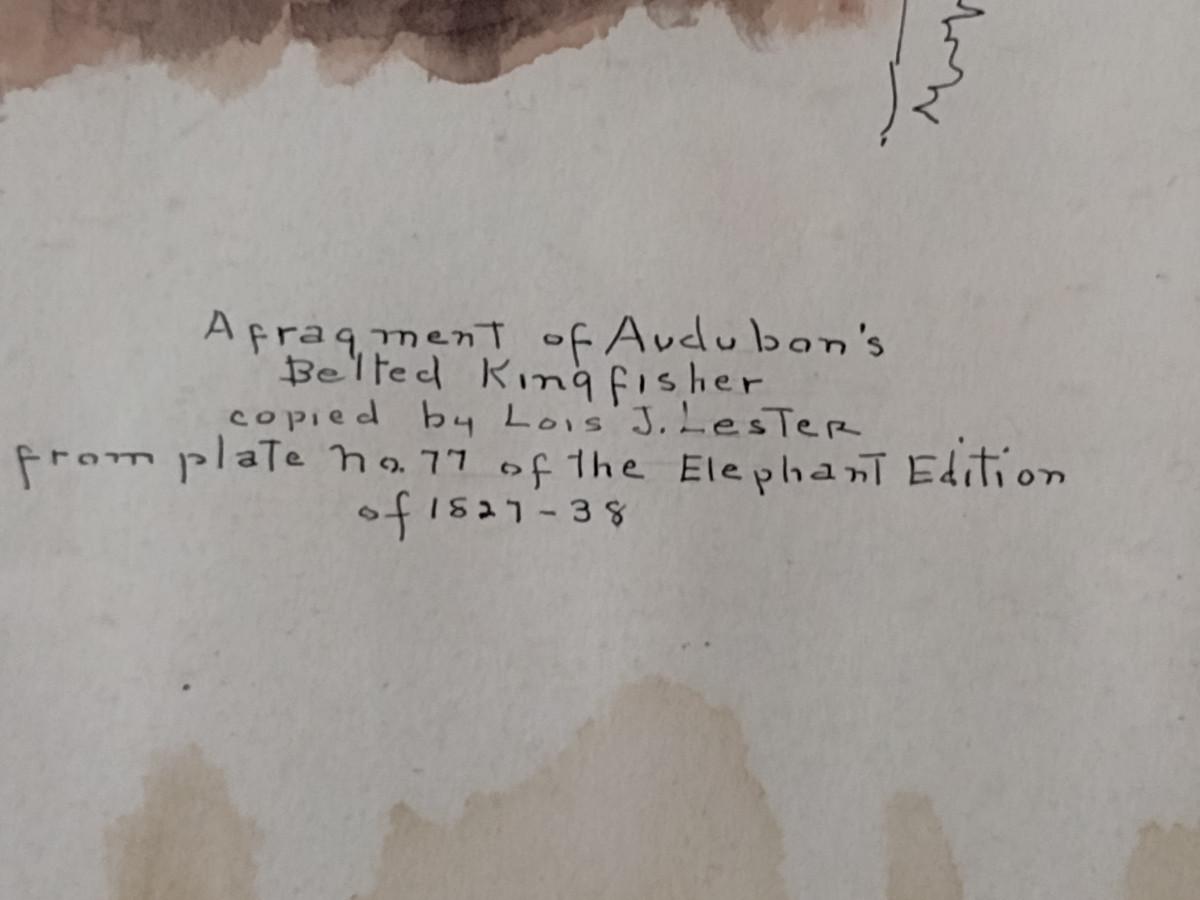 A fragment of Audubon's
Belted Kingfisher
copied by Lois J. Lester
from plate no. 77 of the Elephant Edition
of 1827-38